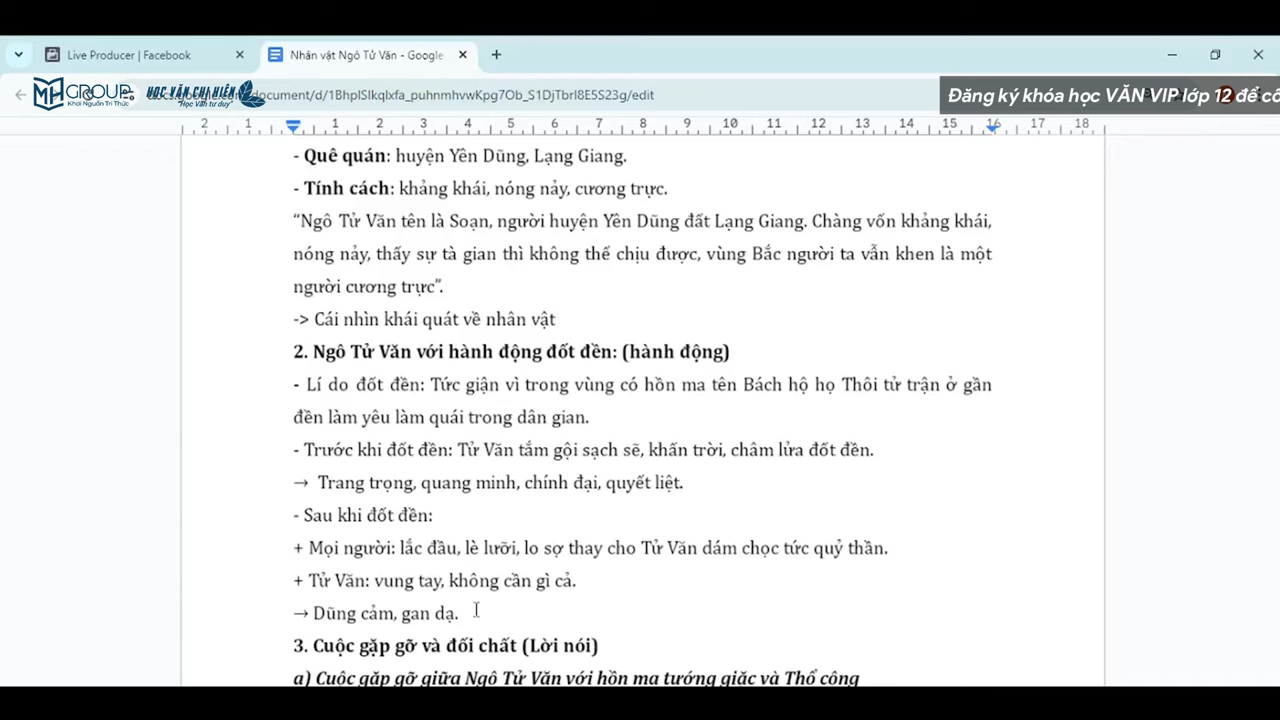 Live Producer | Facebook
Nhân vật Ngô Tử Văn - Google
MH GROUP
Khơi Nguồn Tri Thức
HỌC VĂN CHỊ HIÊN
"Học Văn tư duy"
docs.google.com/document/d/1BhplSlkqlxfa_puhnmhvwKpg7Ob_S1DjTbrI8E5S23g/edit
Đăng ký khóa học VĂN VIP lớp 12 để cô
2 1 1 2 3 4 5 6 7 8 9 10 11 12 13 14 15 16 17 18
- Quê quán: huyện Yên Dũng, Lạng Giang.
- Tính cách: khảng khái, nóng nảy, cương trực.
“Ngô Tử Văn tên là Soạn, người huyện Yên Dũng đất Lạng Giang. Chàng vốn khảng khái,
nóng nảy, thấy sự tà gian thì không thể chịu được, vùng Bắc người ta vẫn khen là một
người cương trực”.
-> Cái nhìn khái quát về nhân vật
2. Ngô Tử Văn với hành động đốt đền: (hành động)
- Lí do đốt đền: Tức giận vì trong vùng có hồn ma tên Bách hộ họ Thôi tử trận ở gần
đền làm yêu làm quái trong dân gian.
- Trước khi đốt đền: Tử Văn tắm gội sạch sẽ, khấn trời, châm lửa đốt đền.
→ Trang trọng, quang minh, chính đại, quyết liệt.
- Sau khi đốt đền:
+ Mọi người: lắc đầu, lè lưỡi, lo sợ thay cho Tử Văn dám chọc tức quỷ thần.
+ Tử Văn: vung tay, không cần gì cả.
→ Dũng cảm, gan dạ.
3. Cuộc gặp gỡ và đối chất (Lời nói)
a) Cuộc gặp gỡ giữa Ngô Tử Văn với hồn ma tướng giặc và Thổ công